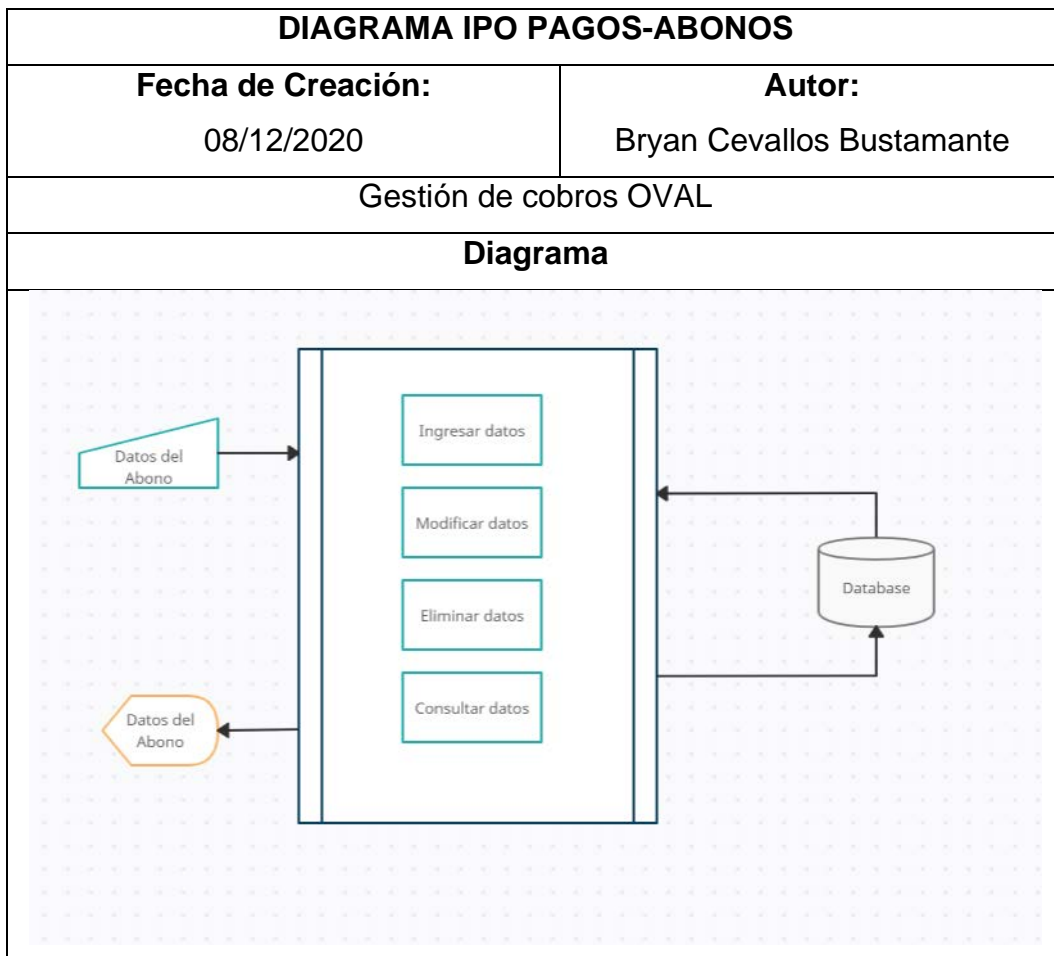 DIAGRAMA IPO PAGOS-ABONOS
Fecha de Creación:
08/12/2020
Autor:
Bryan Cevallos Bustamante
Gestión de cobros OVAL
Diagrama
Datos del
Abono
Ingresar datos
Modificar datos
Eliminar datos
Consultar datos
Database
Datos del
Abono